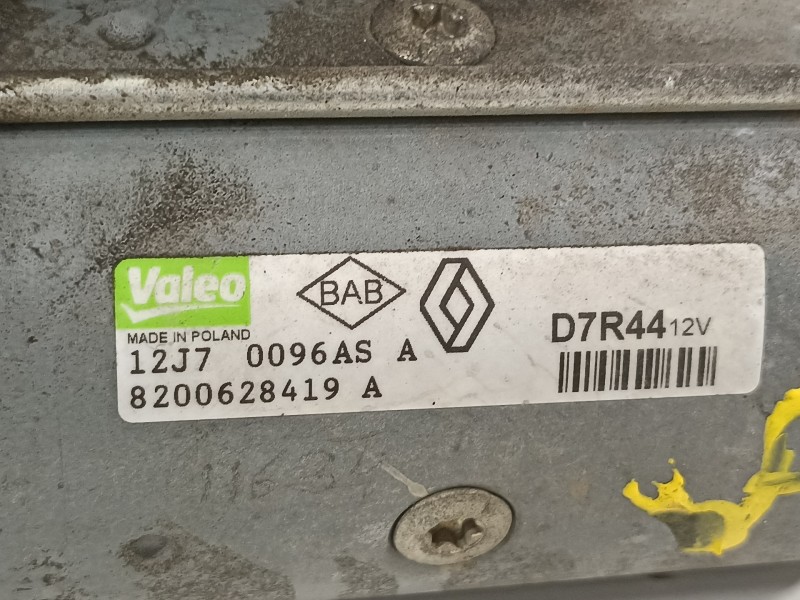 Valeo
MADE IN POLAND
BAB
D7R44 12V
12J7 0096AS A
8200628419 A